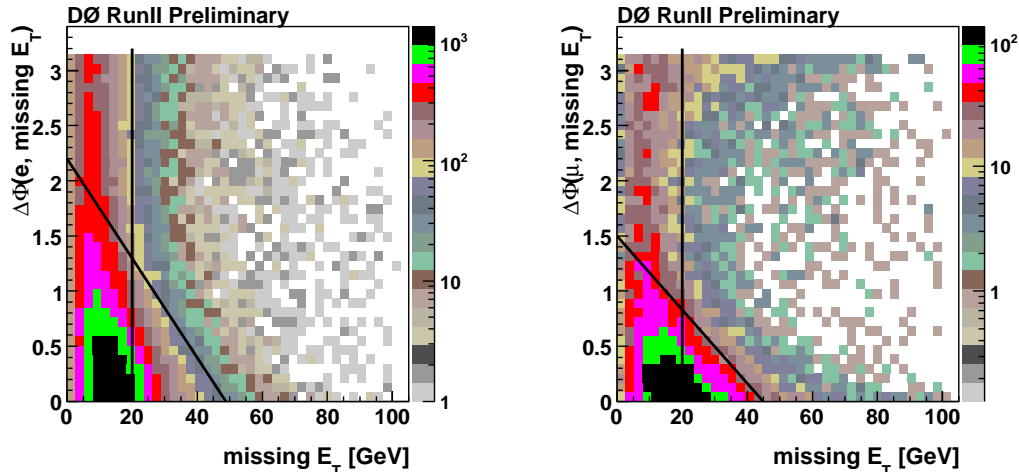 DØ RunII Preliminary
ΔΦ(e, missing E_T)
3
2.5
2
1.5
1
0.5
0
0 20 40 60 80 100
missing E_T [GeV]
10³
10²
10
1
DØ RunII Preliminary
ΔΦ(μ, missing E_T)
3
2.5
2
1.5
1
0.5
0
0 20 40 60 80 100
missing E_T [GeV]
10²
10
1